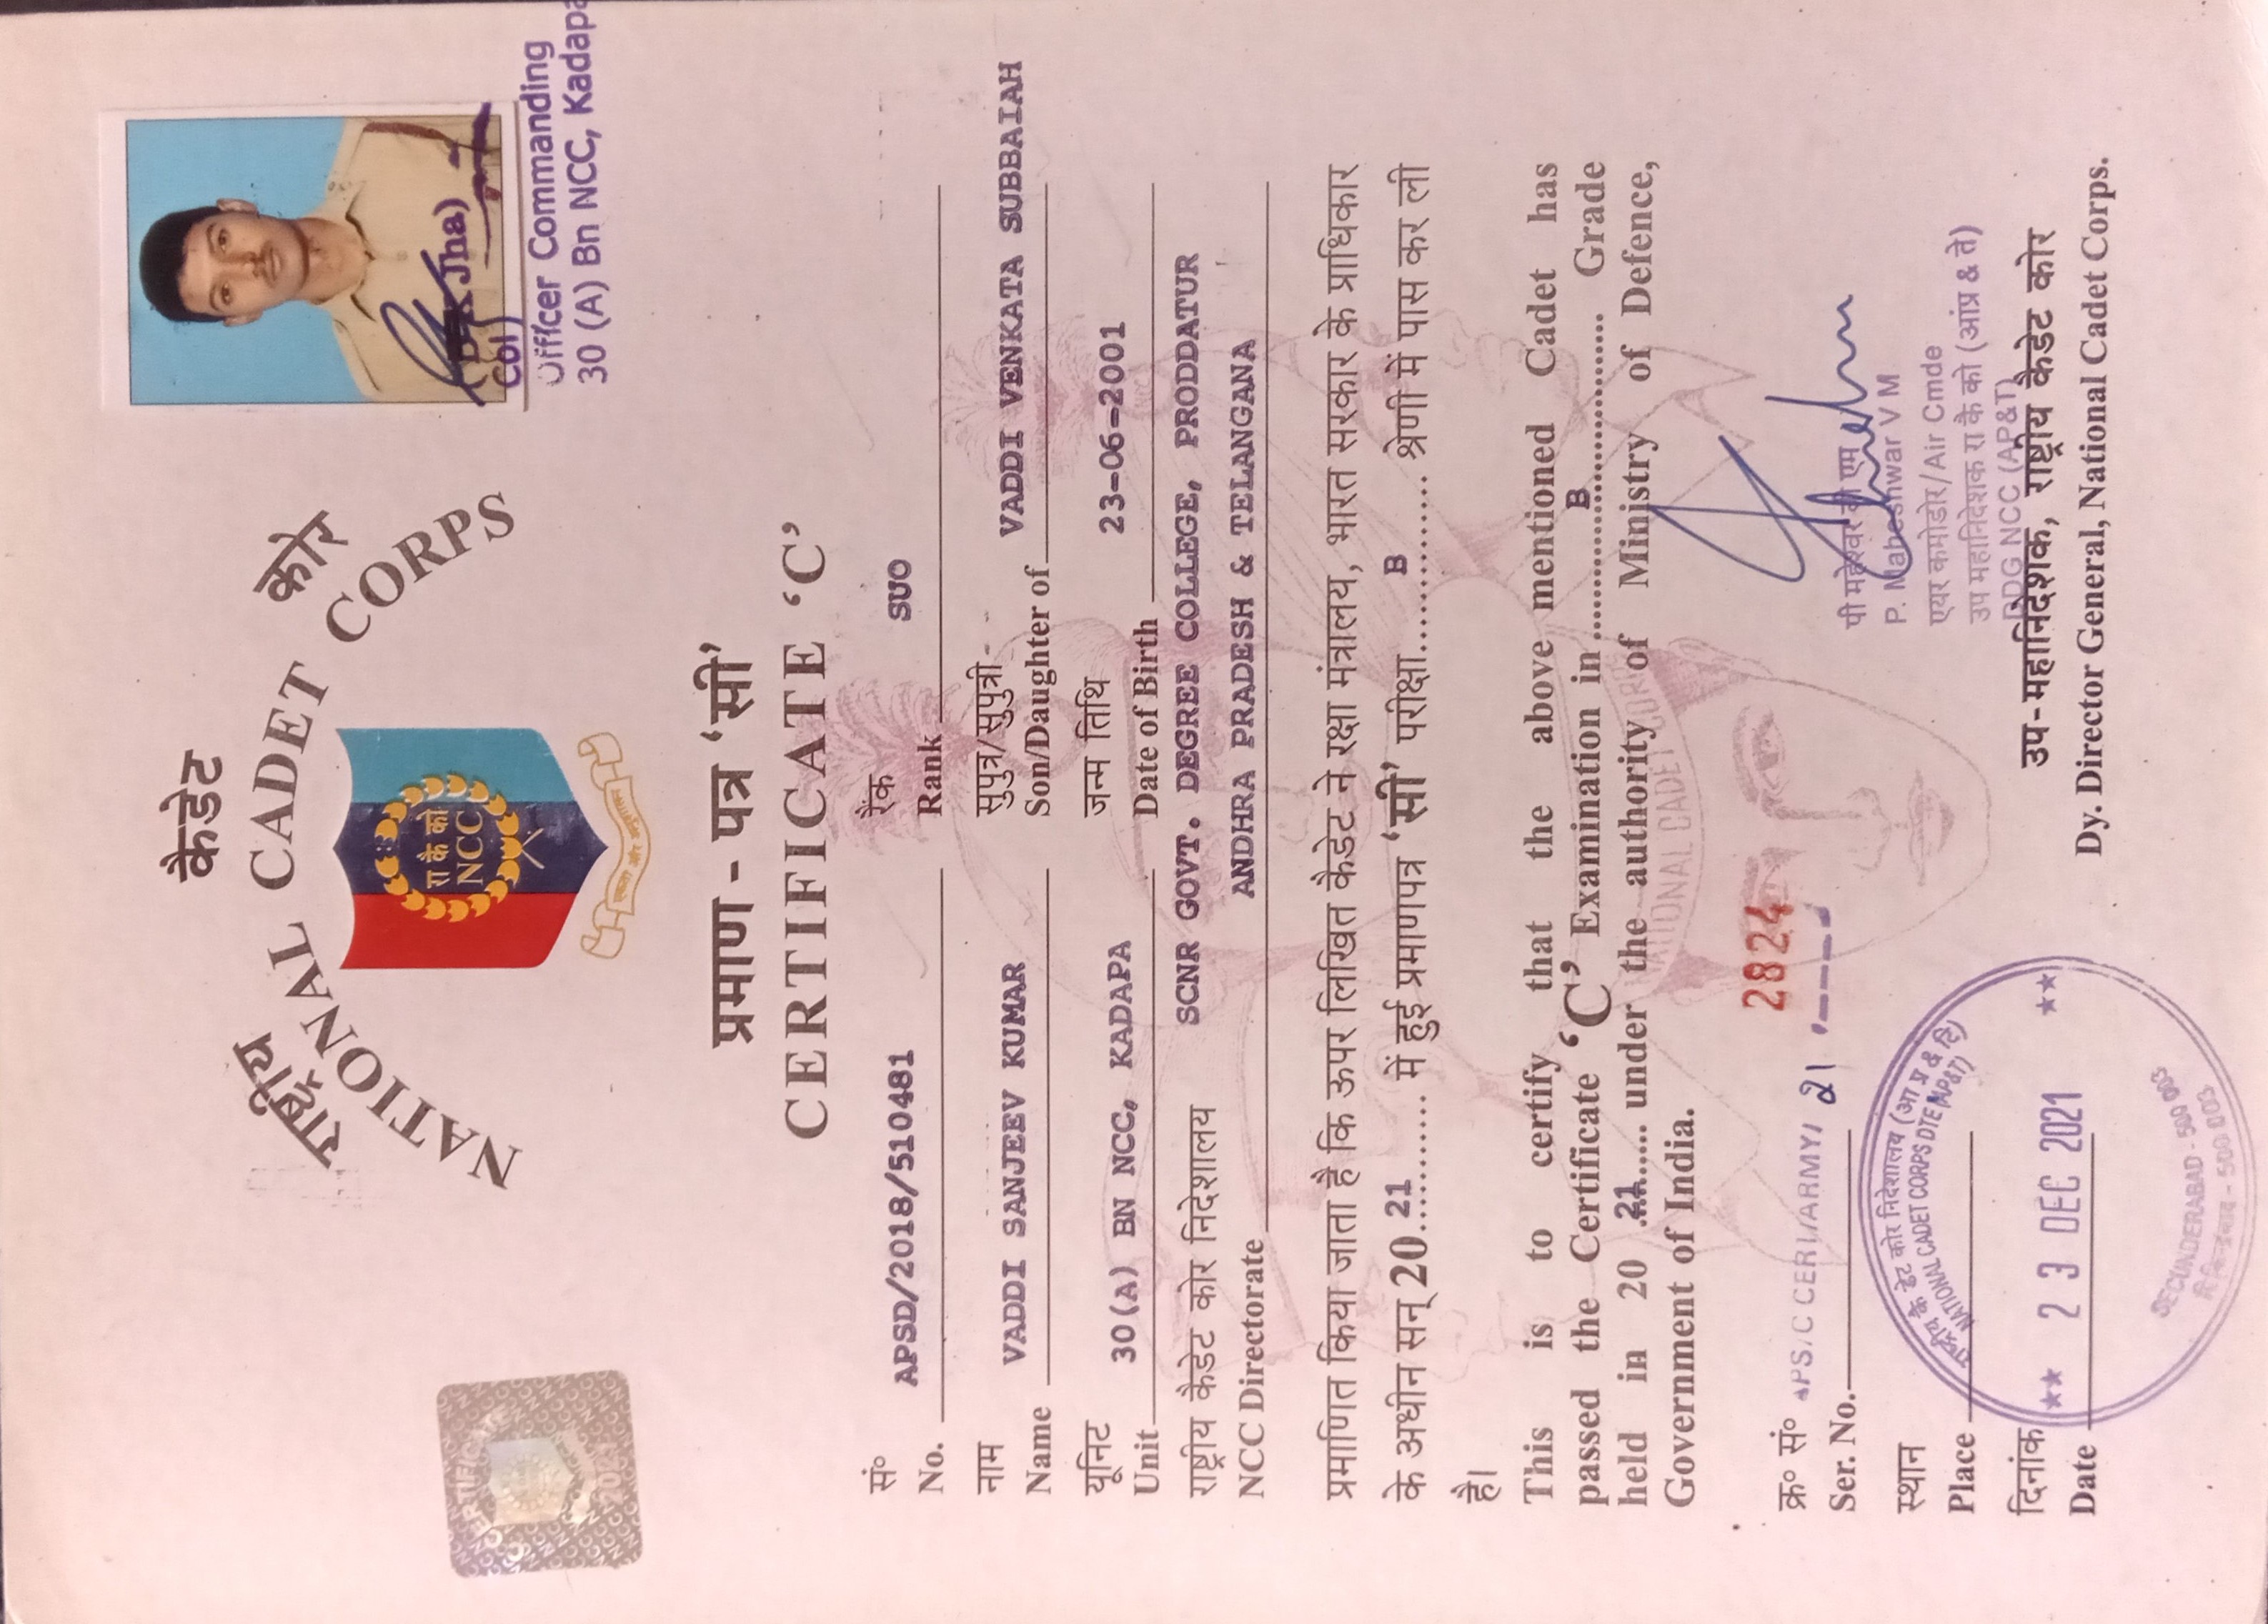 राष्ट्रीय कैडेट कोर
NATIONAL CADET CORPS
रा कै को
NCC
एकता और अनुशासन
NCC CERTIFICATE
2021
Jha)
Col)
Officer Commanding
30 (A) Bn NCC, Kadapa
प्रमाण - पत्र ‘सी’
CERTIFICATE ‘C’
सं॰
No. APSD/2018/510481
रैंक
Rank SUO
नाम
Name VADDI SANJEEV KUMAR
सुपुत्र/सुपुत्री
Son/Daughter of VADDI VENKATA SUBBAIAH
यूनिट
Unit 30(A) BN NCC, KADAPA
जन्म तिथि
Date of Birth 23-06-2001
राष्ट्रीय कैडेट कोर निदेशालय SCNR GOVT. DEGREE COLLEGE, PRODDATUR
NCC Directorate ANDHRA PRADESH & TELANGANA
प्रमाणित किया जाता है कि ऊपर लिखित कैडेट ने रक्षा मंत्रालय, भारत सरकार के प्राधिकार
के अधीन सन् 20 21 में हुई प्रमाणपत्र ‘सी’ परीक्षा B श्रेणी में पास कर ली
है।
This is to certify that the above mentioned Cadet has
passed the Certificate ‘C’ Examination in B Grade
held in 20 21 under the authority of Ministry of Defence,
Government of India.
NATIONAL CADET CORPS
क्र॰ सं॰ APS/C CERT/ARMY/ 21 2824
Ser. No.
स्थान
Place
दिनांक
Date
राष्ट्रीय कै डेट कोर निदेशालय (आ प्र & टि)
NATIONAL CADET CORPS DTE (AP&T)
23 DEC 2021
SECUNDERABAD - 500 003
- 500 003
पी महेश्वर वी एम
P. Maheshwar V M
एयर कमोडोर/Air Cmde
उप महानिदेशक रा कै को (आंप्र & ते)
DDG NCC (AP&T)
उप-महानिदेशक, राष्ट्रीय कैडेट कोर
Dy. Director General, National Cadet Corps.